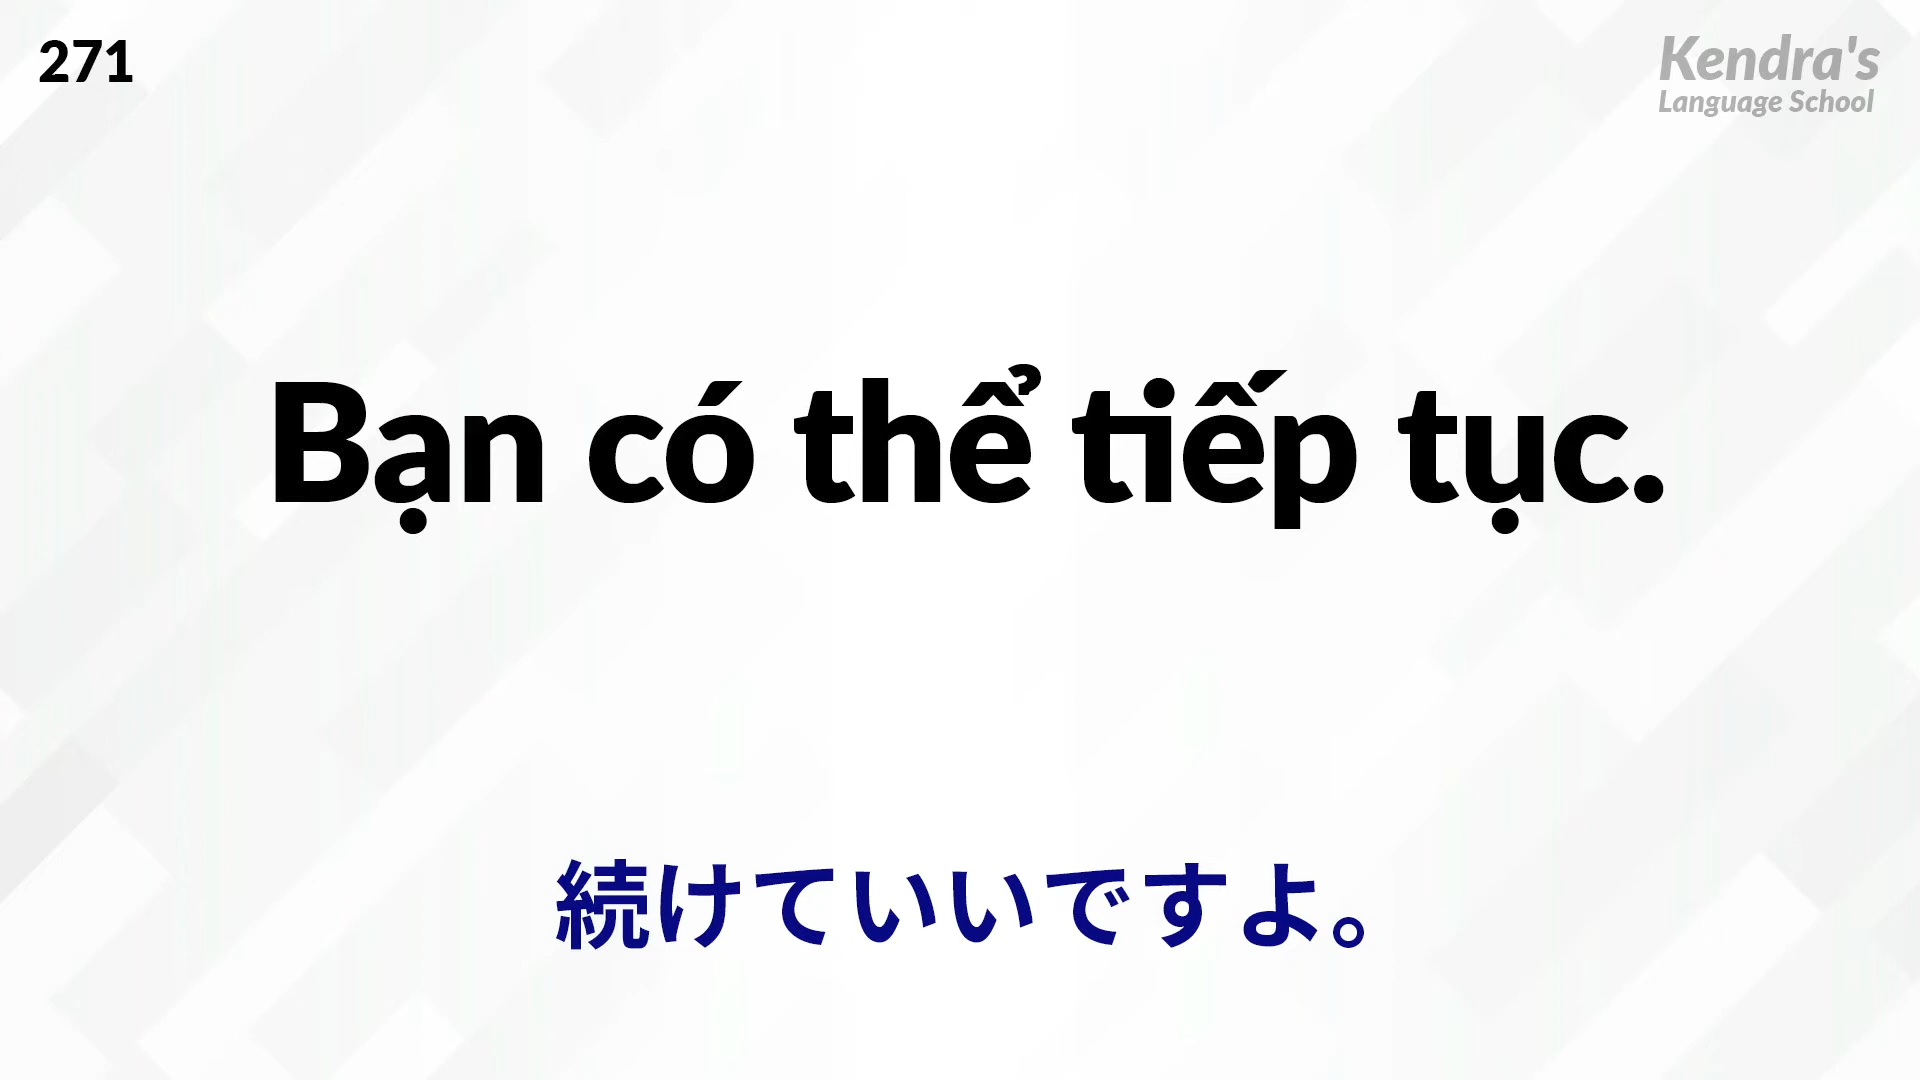 271
Kendra's
Language School
Bạn có thể tiếp tục.
続けていいですよ。